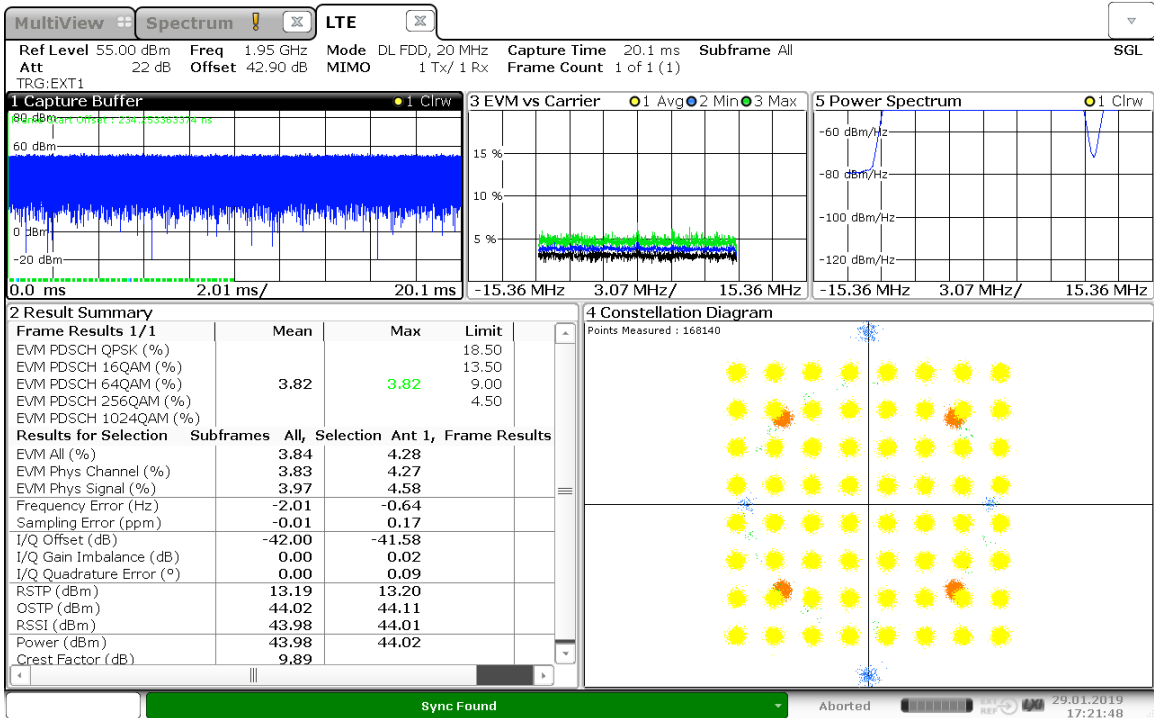 MultiView Spectrum LTE
Ref Level 55.00 dBm Freq 1.95 GHz Mode DL FDD, 20 MHz Capture Time 20.1 ms Subframe All SGL
Att 22 dB Offset 42.90 dB MIMO 1 Tx/ 1 Rx Frame Count 1 of 1 (1)
TRG:EXT1
1 Capture Buffer 1 Clrw
80 dBm
Frame Start Offset : 234.253363374 ns
60 dBm
0 dBm
-20 dBm
0.0 ms 2.01 ms/ 20.1 ms
3 EVM vs Carrier 1 Avg 2 Min 3 Max
15 %
10 %
5 %
-15.36 MHz 3.07 MHz/ 15.36 MHz
5 Power Spectrum 1 Clrw
-60 dBm/Hz
-80 dBm/Hz
-100 dBm/Hz
-120 dBm/Hz
-15.36 MHz 3.07 MHz/ 15.36 MHz
2 Result Summary
Frame Results 1/1 Mean Max Limit
EVM PDSCH QPSK (%) 18.50
EVM PDSCH 16QAM (%) 13.50
EVM PDSCH 64QAM (%) 3.82 3.82 9.00
EVM PDSCH 256QAM (%) 4.50
EVM PDSCH 1024QAM (%)
Results for Selection Subframes All, Selection Ant 1, Frame Results
EVM All (%) 3.84 4.28
EVM Phys Channel (%) 3.83 4.27
EVM Phys Signal (%) 3.97 4.58
Frequency Error (Hz) -2.01 -0.64
Sampling Error (ppm) -0.01 0.17
I/Q Offset (dB) -42.00 -41.58
I/Q Gain Imbalance (dB) 0.00 0.02
I/Q Quadrature Error (°) 0.00 0.09
RSTP (dBm) 13.19 13.20
OSTP (dBm) 44.02 44.11
RSSI (dBm) 43.98 44.01
Power (dBm) 43.98 44.02
Crest Factor (dB) 9.89
4 Constellation Diagram
Points Measured : 168140
Sync Found
Aborted
EXT
REF
LXI
29.01.2019
17:21:48